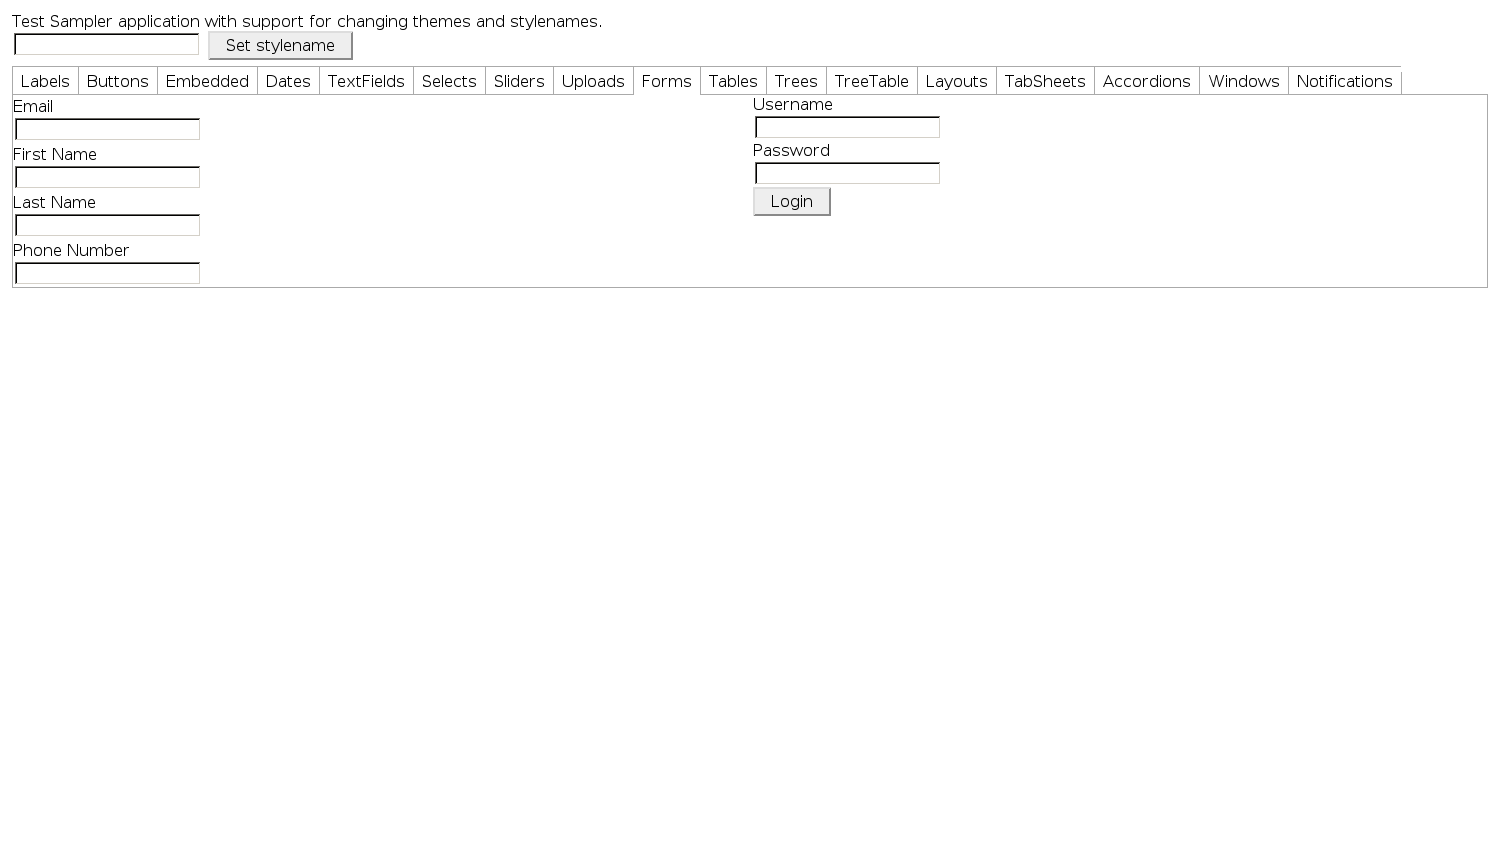 Test Sampler application with support for changing themes and stylenames.
Set stylename
Labels Buttons Embedded Dates TextFields Selects Sliders Uploads Forms Tables Trees TreeTable Layouts TabSheets Accordions Windows Notifications
Email
First Name
Last Name
Phone Number
Username
Password
Login